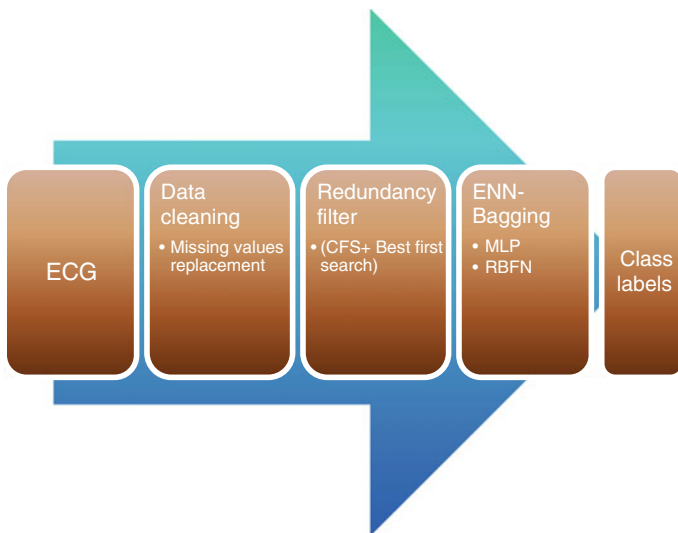 ECG
Data
cleaning
• Missing values
replacement
Redundancy
filter
• (CFS+ Best first
search)
ENN-
Bagging
• MLP
• RBFN
Class
labels